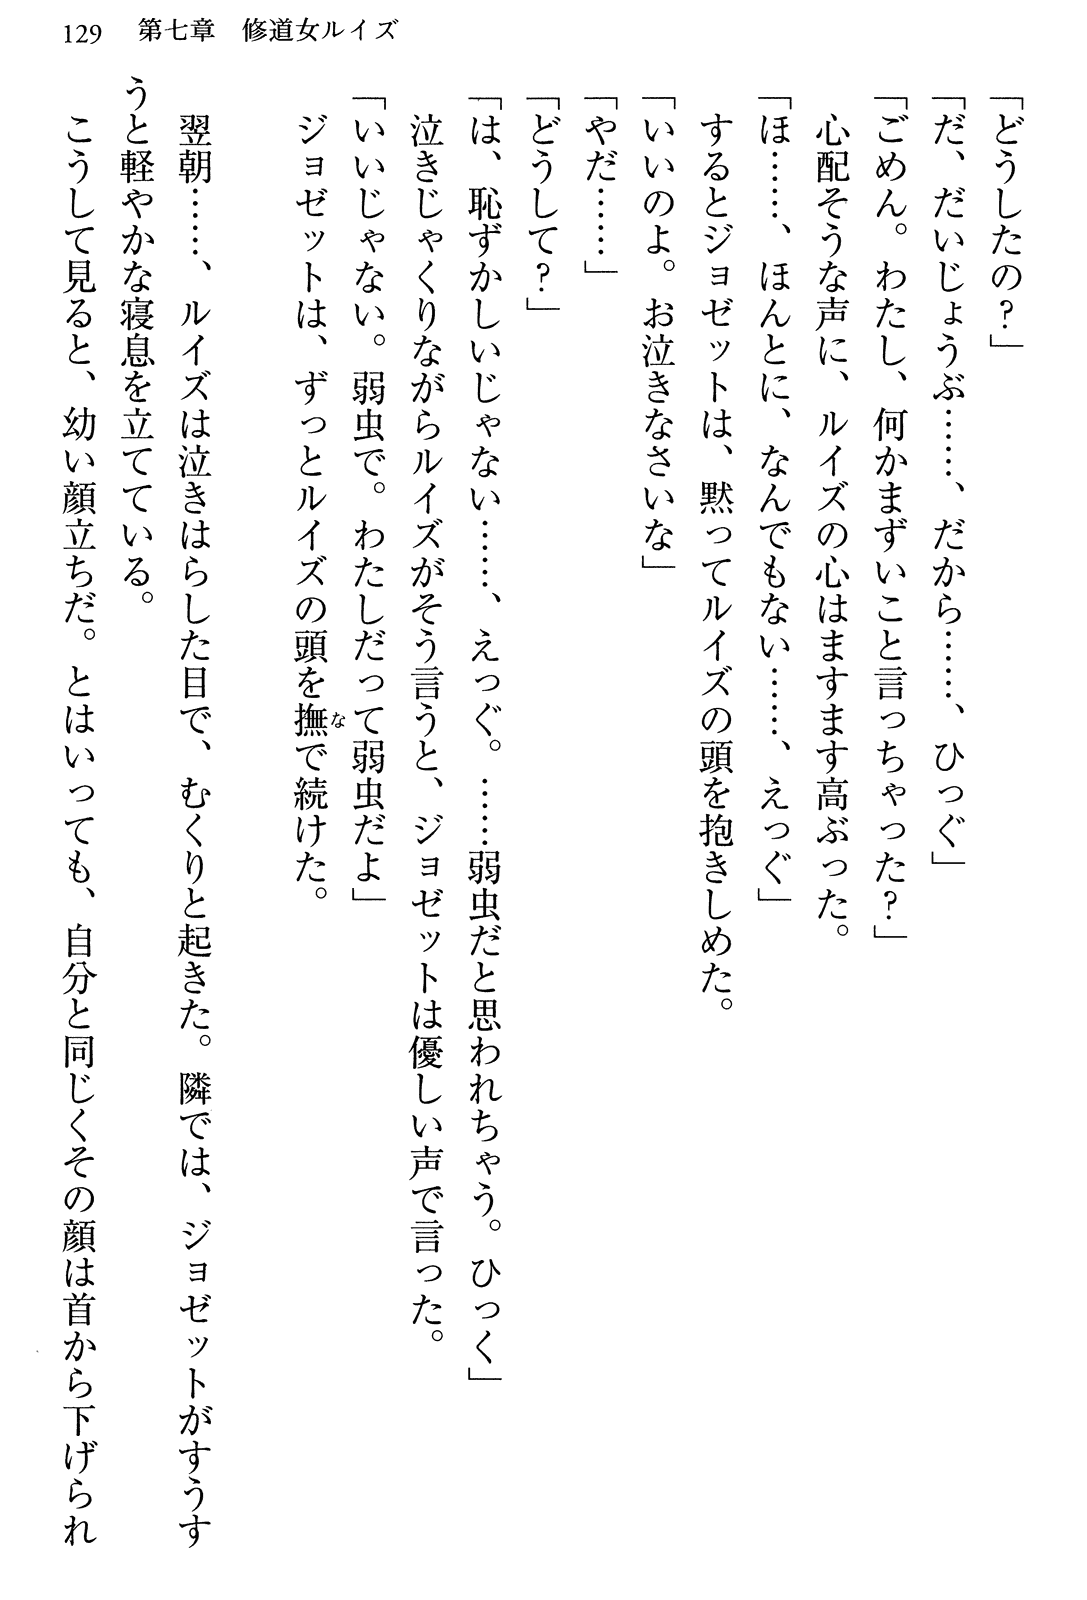 129　第七章　修道女ルイズ
「どうしたの？」
「だ、だいじょうぶ……、だから……、ひっぐ」
「ごめん。わたし、何かまずいこと言っちゃった？」
心配そうな声に、ルイズの心はますます高ぶった。
「ほ……、ほんとに、なんでもない……、えっぐ」
するとジョゼットは、黙ってルイズの頭を抱きしめた。
「いいのよ。お泣きなさいな」
「やだ……」
「どうして？」
「は、恥ずかしいじゃない……、えっぐ。……弱虫だと思われちゃう。ひっく」
泣きじゃくりながらルイズがそう言うと、ジョゼットは優しい声で言った。
「いいじゃない。弱虫で。わたしだって弱虫だよ」
ジョゼットは、ずっとルイズの頭を撫で続けた。
な
翌朝……、ルイズは泣きはらした目で、むくりと起きた。隣では、ジョゼットがすうす
うと軽やかな寝息を立てている。
こうして見ると、幼い顔立ちだ。とはいっても、自分と同じくその顔は首から下げられ